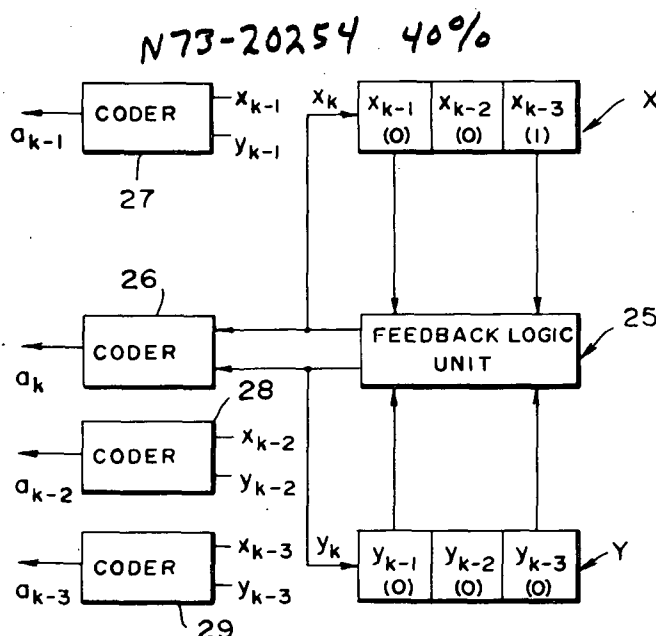 N73-20254 40%
CODER
a_{k-1}
x_{k-1}
y_{k-1}
27
x_k
x_{k-1} x_{k-2} x_{k-3}
(0) (0) (1)
X
26
CODER
a_k
FEEDBACK LOGIC
UNIT
25
28
CODER
a_{k-2}
x_{k-2}
y_{k-2}
CODER
a_{k-3}
x_{k-3}
y_{k-3}
29
y_k
y_{k-1} y_{k-2} y_{k-3}
(0) (0) (0)
Y